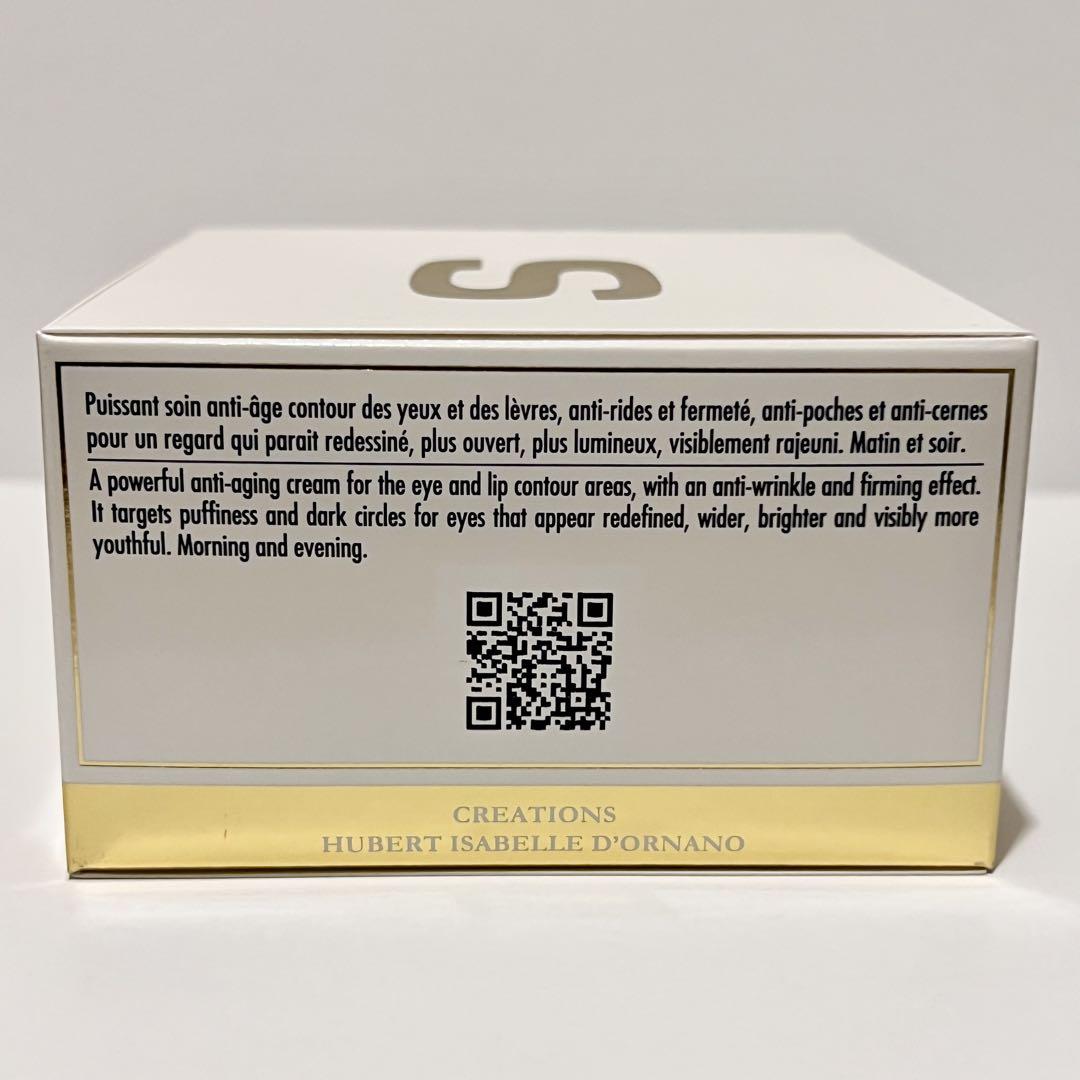 S
Puissant soin anti-âge contour des yeux et des lèvres, anti-rides et fermeté, anti-poches et anti-cernes
pour un regard qui parait redessiné, plus ouvert, plus lumineux, visiblement rajeuni. Matin et soir.
A powerful anti-aging cream for the eye and lip contour areas, with an anti-wrinkle and firming effect.
It targets puffiness and dark circles for eyes that appear redefined, wider, brighter and visibly more
youthful. Morning and evening.
CREATIONS
HUBERT ISABELLE D'ORNANO